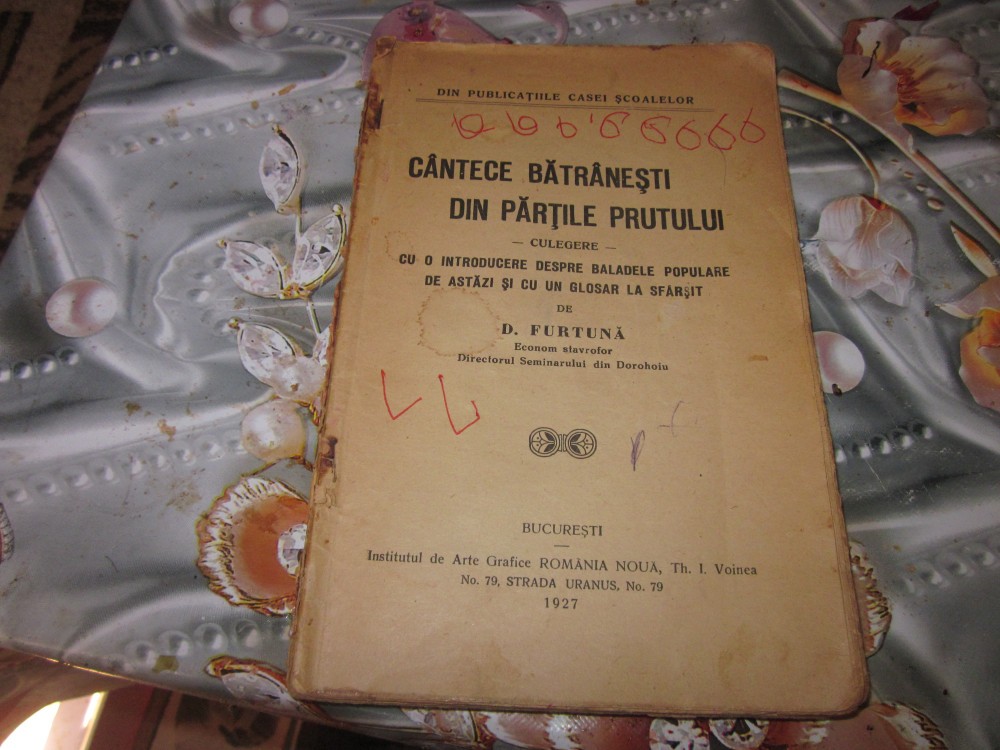 DIN PUBLICAȚIILE CASEI ȘCOALELOR
CÂNTECE BĂTRÂNEȘTI
DIN PĂRȚILE PRUTULUI
— CULEGERE —
CU O INTRODUCERE DESPRE BALADELE POPULARE
DE ASTĂZI ȘI CU UN GLOSAR LA SFÂRȘIT
DE
D. FURTUNĂ
Econom stavrofor
Directorul Seminarului din Dorohoiu
BUCUREȘTI
Institutul de Arte Grafice ROMÂNIA NOUĂ, Th. I. Voinea
No. 79, STRADA URANUS, No. 79
1927